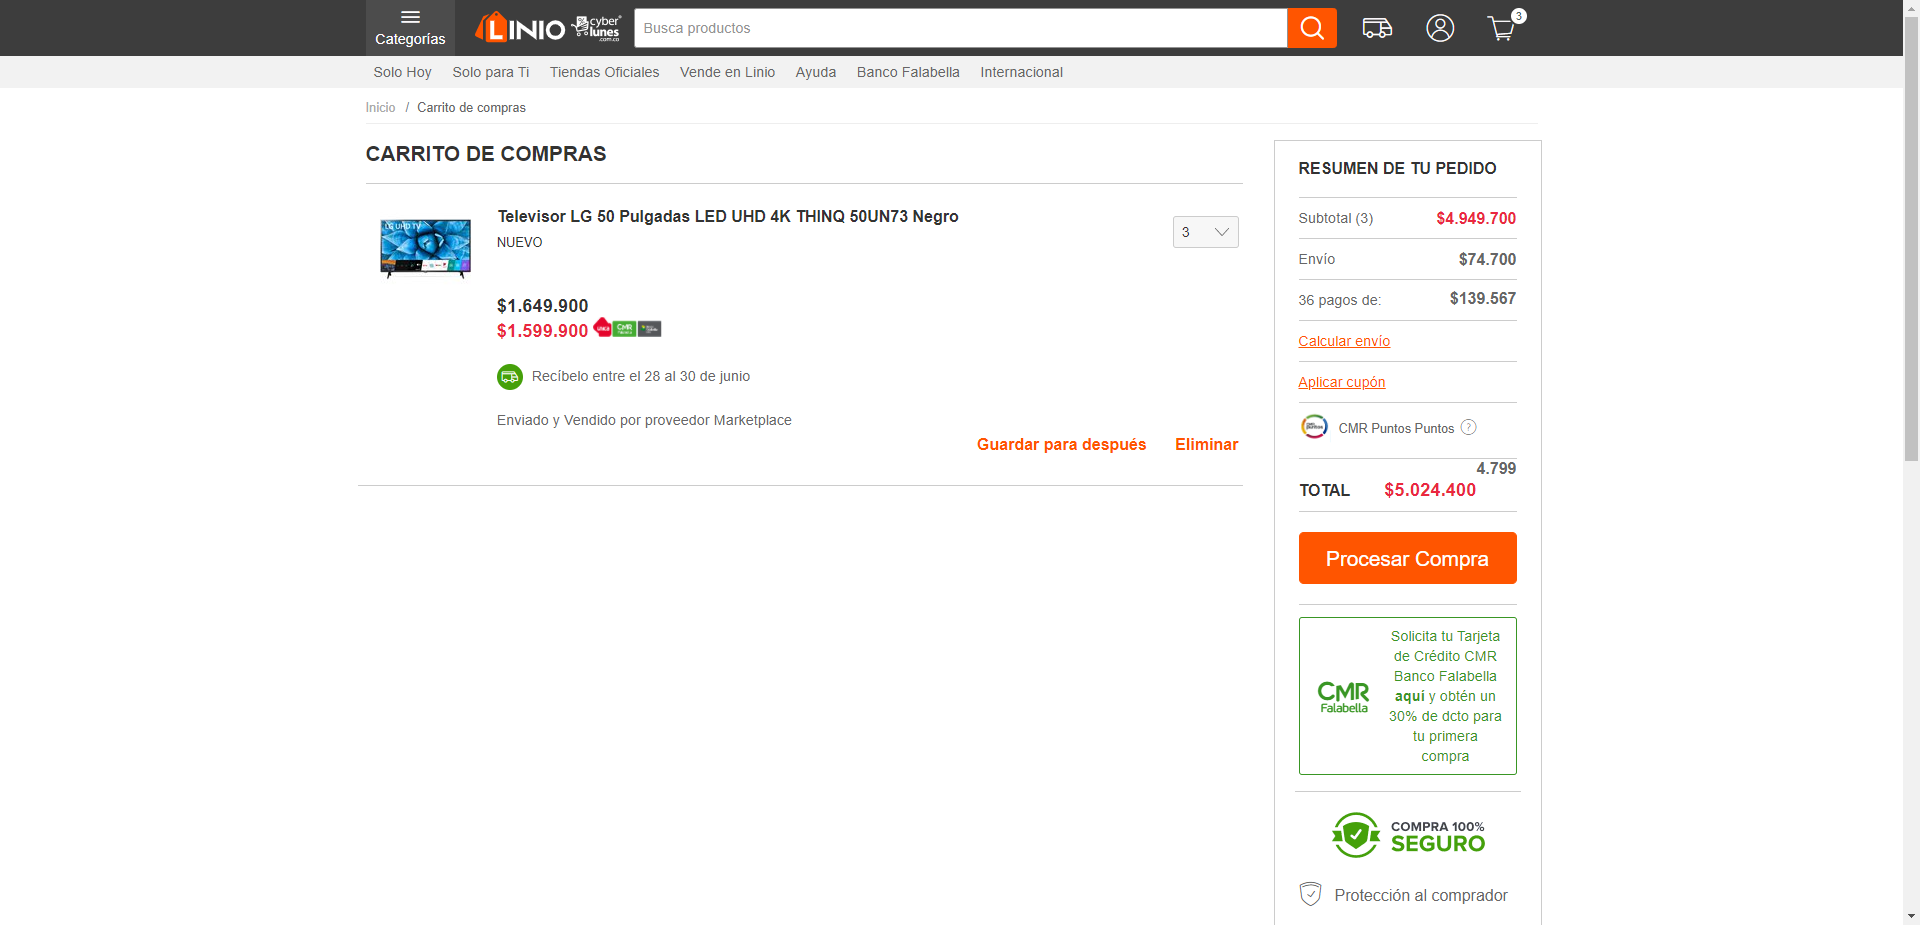 Categorías
LINIO
cyber
lunes
.com.co
Busca productos
3
Solo Hoy
Solo para Ti
Tiendas Oficiales
Vende en Linio
Ayuda
Banco Falabella
Internacional
Inicio / Carrito de compras
CARRITO DE COMPRAS
Televisor LG 50 Pulgadas LED UHD 4K THINQ 50UN73 Negro
NUEVO
3
LG UHD TV
$1.649.900
$1.599.900
CMR
Recíbelo entre el 28 al 30 de junio
Enviado y Vendido por proveedor Marketplace
Guardar para después
Eliminar
RESUMEN DE TU PEDIDO
Subtotal (3) $4.949.700
Envío $74.700
36 pagos de: $139.567
Calcular envío
Aplicar cupón
puntos
CMR Puntos Puntos ?
4.799
TOTAL $5.024.400
Procesar Compra
CMR
Falabella
Solicita tu Tarjeta
de Crédito CMR
Banco Falabella
aquí y obtén un
30% de dcto para
tu primera
compra
COMPRA 100%
SEGURO
Protección al comprador